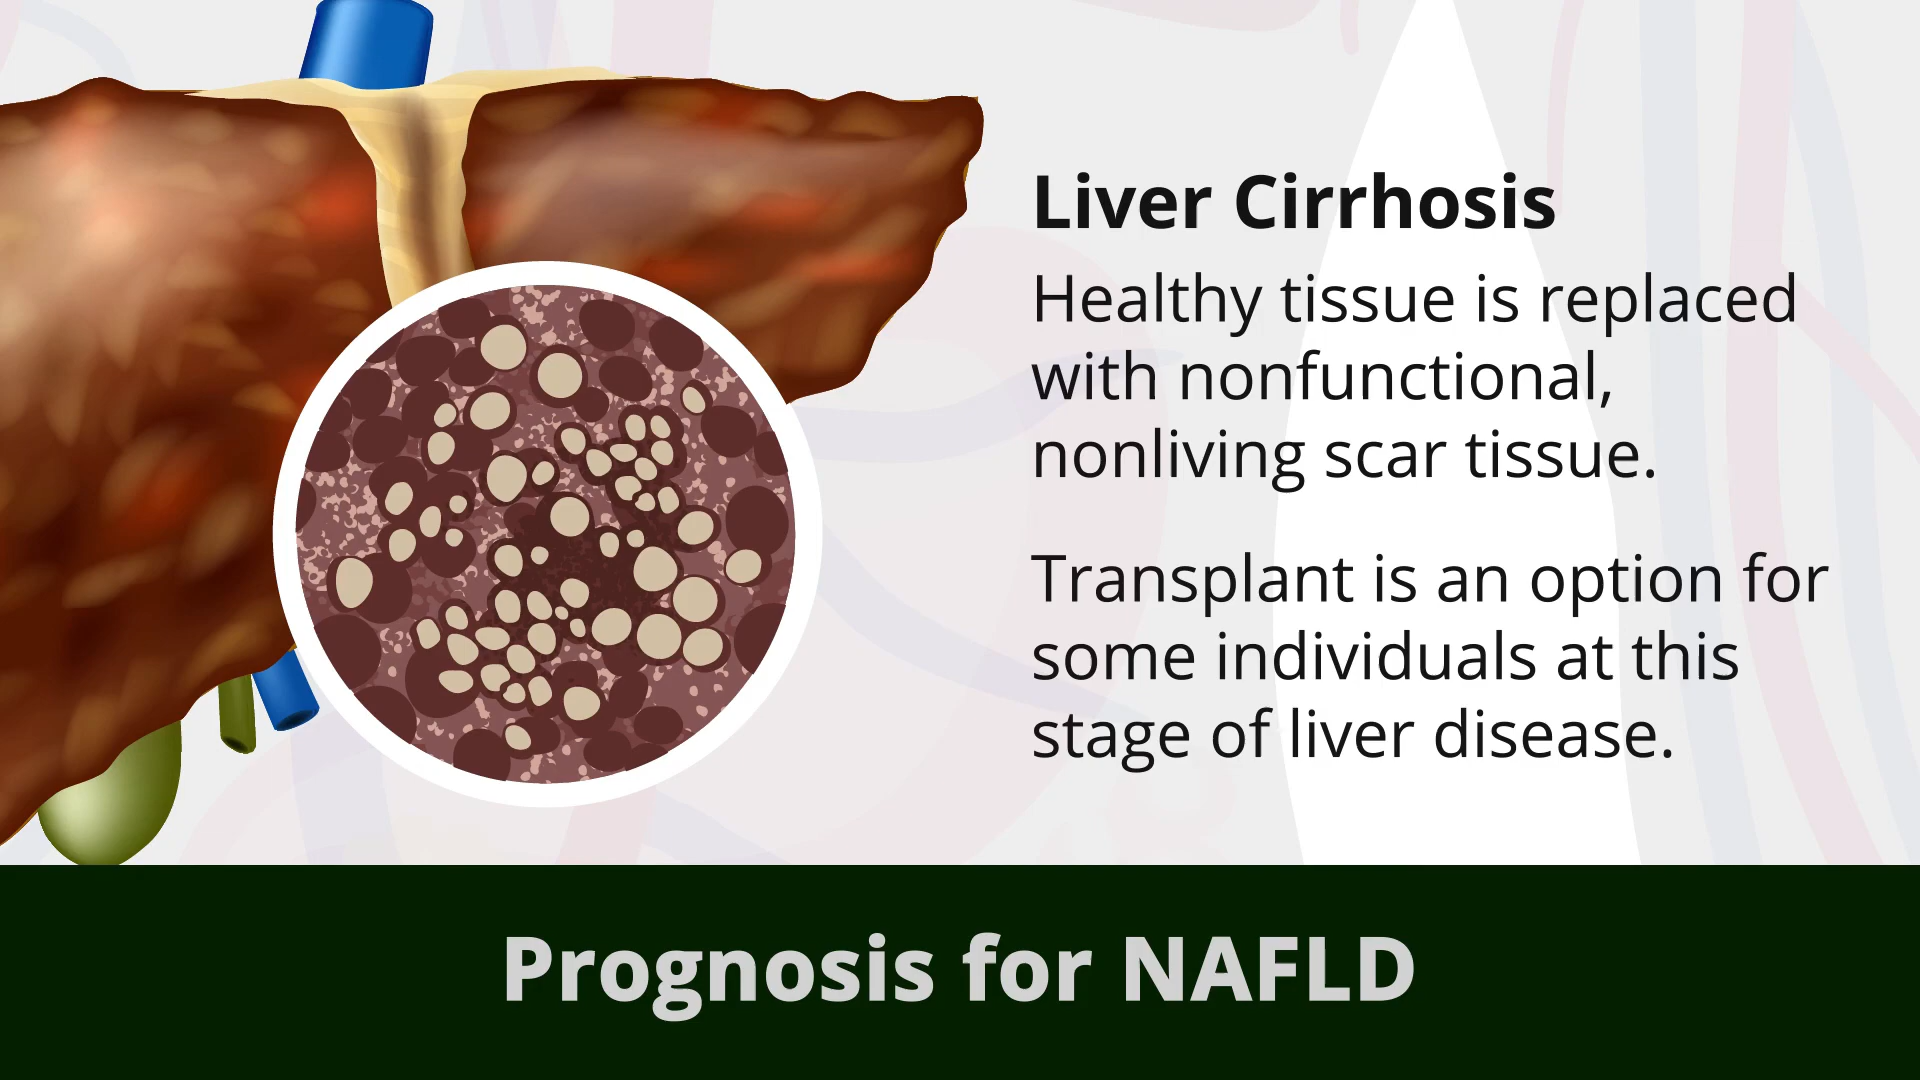 Liver Cirrhosis
Healthy tissue is replaced
with nonfunctional,
nonliving scar tissue.
Transplant is an option for
some individuals at this
stage of liver disease.
Prognosis for NAFLD